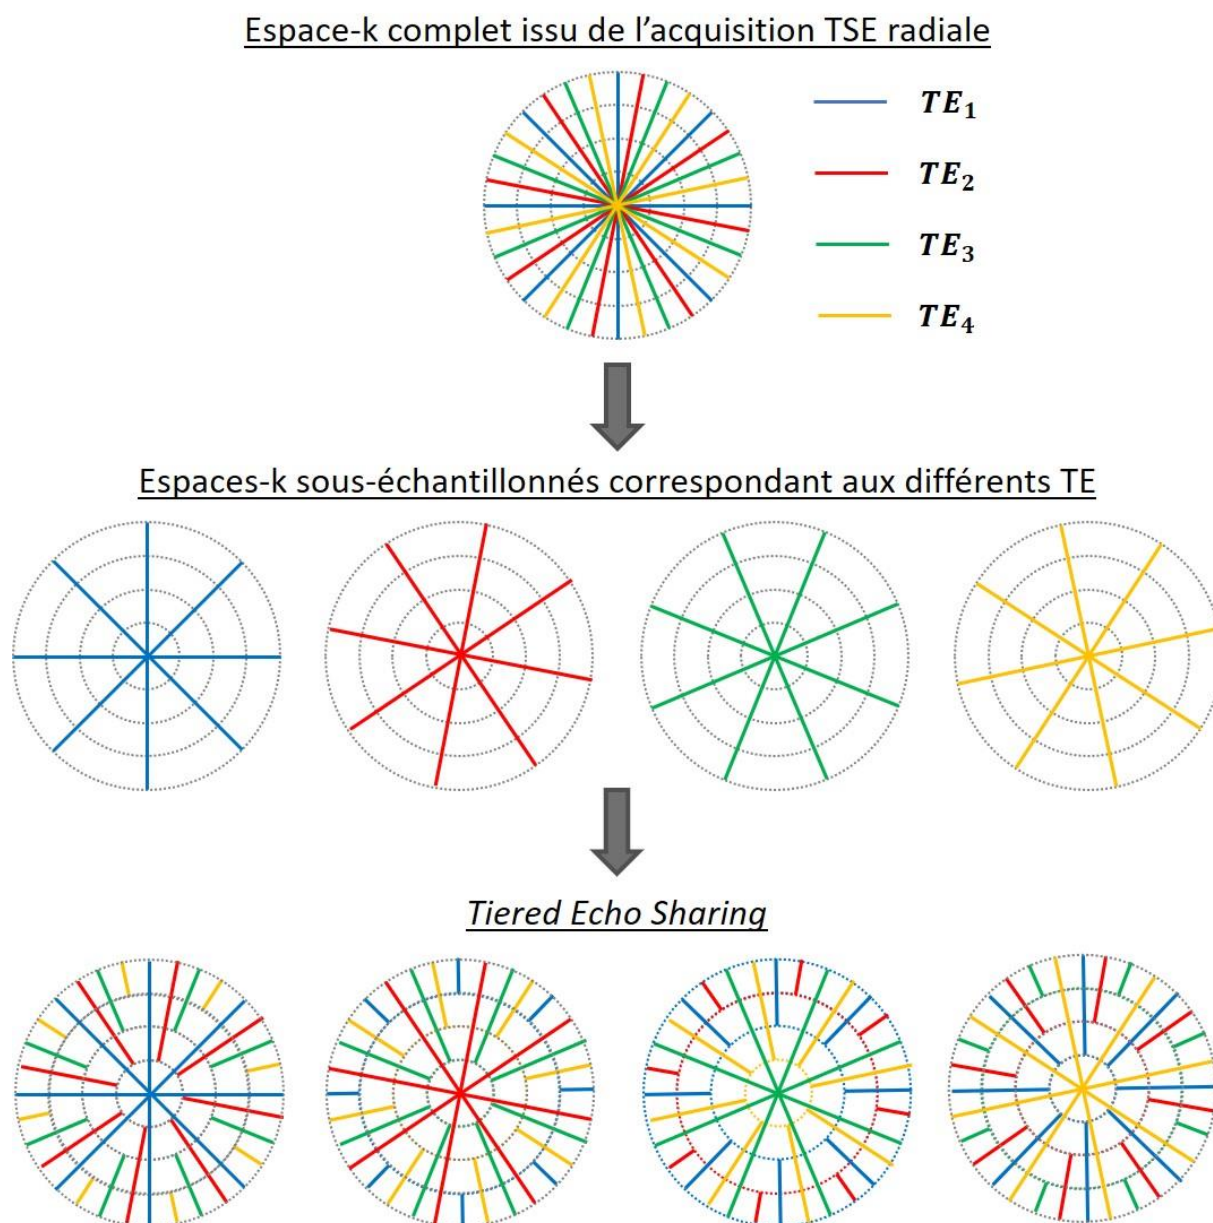 Espace-k complet issu de l’acquisition TSE radiale
TE₁
TE₂
TE₃
TE₄
Espaces-k sous-échantillonnés correspondant aux différents TE
Tiered Echo Sharing